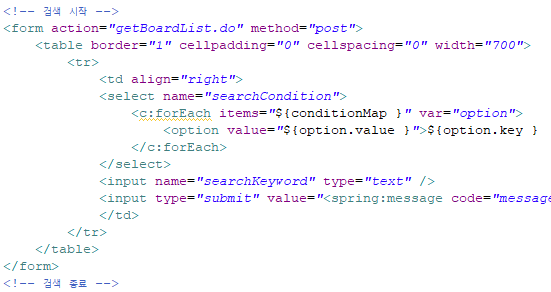 <!-- 검색 시작 -->
<form action="getBoardList.do" method="post">
<table border="1" cellpadding="0" cellspacing="0" width="700">
<tr>
<td align="right">
<select name="searchCondition">
<c:forEach items="${conditionMap }" var="option">
<option value="${option.value }">${option.key }
</c:forEach>
</select>
<input name="searchKeyword" type="text" />
<input type="submit" value="<spring:message code="message
</td>
</tr>
</table>
</form>
<!-- 검색 종료 -->